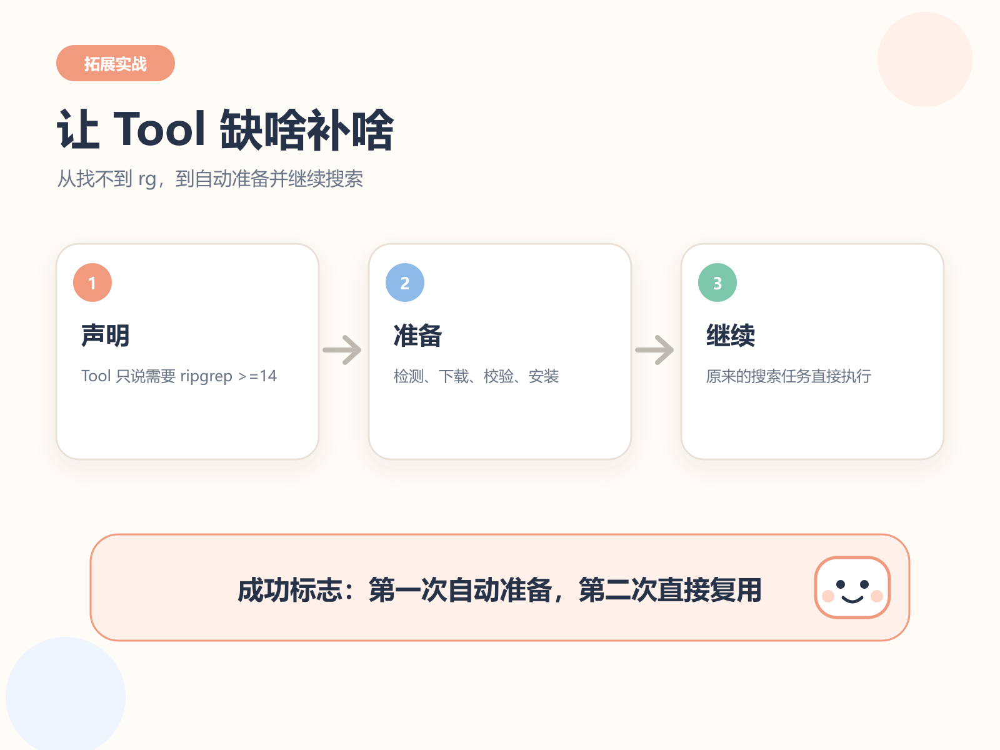 拓展实战
让 Tool 缺啥补啥
从找不到 rg，到自动准备并继续搜索
1
声明
Tool 只说需要 ripgrep >=14
2
准备
检测、下载、校验、安装
3
继续
原来的搜索任务直接执行
成功标志：第一次自动准备，第二次直接复用